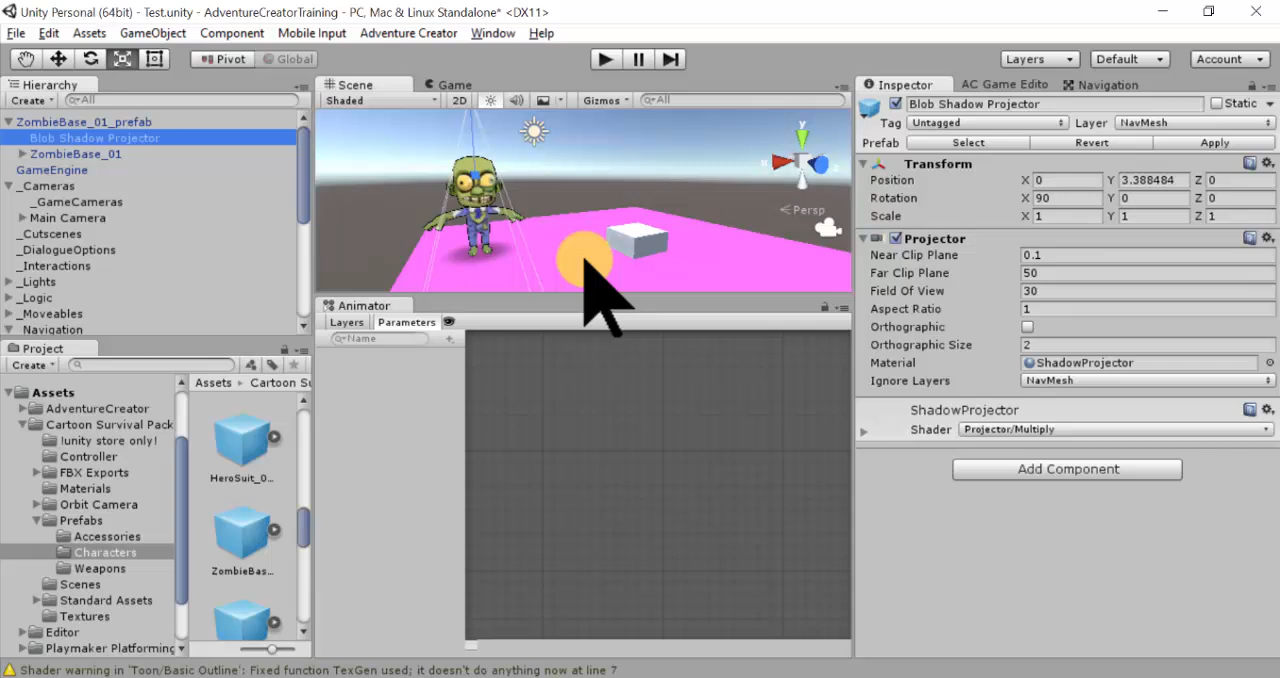 Unity Personal (64bit) - Test.unity - AdventureCreatorTraining - PC, Mac & Linux Standalone* <DX11>
File Edit Assets GameObject Component Mobile Input Adventure Creator Window Help
Pivot Global Layers Default Account
Hierarchy
Create All
ZombieBase_01_prefab
Blob Shadow Projector
ZombieBase_01
GameEngine
_Cameras
_GameCameras
Main Camera
_Cutscenes
_DialogueOptions
_Interactions
_Lights
_Logic
_Moveables
_Navigation
Scene Game
Shaded 2D Gizmos All
y
x
z
Persp
Animator
Layers Parameters
Name
Project
Create
Assets
AdventureCreator
Cartoon Survival Pack
!unity store only!
Controller
FBX Exports
Materials
Orbit Camera
Prefabs
Accessories
Characters
Weapons
Scenes
Standard Assets
Textures
Editor
Playmaker Platforming
Assets Cartoon Su
HeroSuit_0...
ZombieBas...
Inspector AC Game Edito Navigation
Blob Shadow Projector Static
Tag Untagged Layer NavMesh
Prefab Select Revert Apply
Transform
Position X 0 Y 3.388484 Z 0
Rotation X 90 Y 0 Z 0
Scale X 1 Y 1 Z 1
Projector
Near Clip Plane 0.1
Far Clip Plane 50
Field Of View 30
Aspect Ratio 1
Orthographic
Orthographic Size 2
Material ShadowProjector
Ignore Layers NavMesh
ShadowProjector
Shader Projector/Multiply
Add Component
Shader warning in 'Toon/Basic Outline': Fixed function TexGen used; it doesn't do anything now at line 7